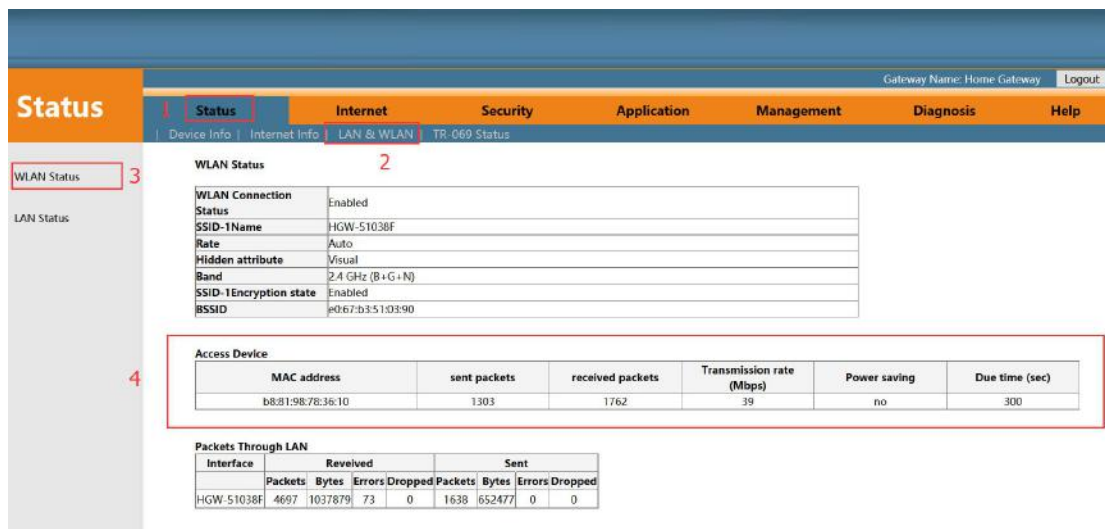 Gateway Name: Home Gateway Logout
Status
1 Status Internet Security Application Management Diagnosis Help
| Device Info | Internet Info | LAN & WLAN | TR-069 Status
2
WLAN Status 3
LAN Status
WLAN Status
WLAN Connection Status Enabled
SSID-1Name HGW-51038F
Rate Auto
Hidden attribute Visual
Band 2.4 GHz (B+G+N)
SSID-1Encryption state Enabled
BSSID e0:67:b3:51:03:90
4
Access Device
MAC address sent packets received packets Transmission rate (Mbps) Power saving Due time (sec)
b8:81:98:78:36:10 1303 1762 39 no 300
Packets Through LAN
Interface Reveived Sent
Packets Bytes Errors Dropped Packets Bytes Errors Dropped
HGW-51038F 4697 1037879 73 0 1638 652477 0 0